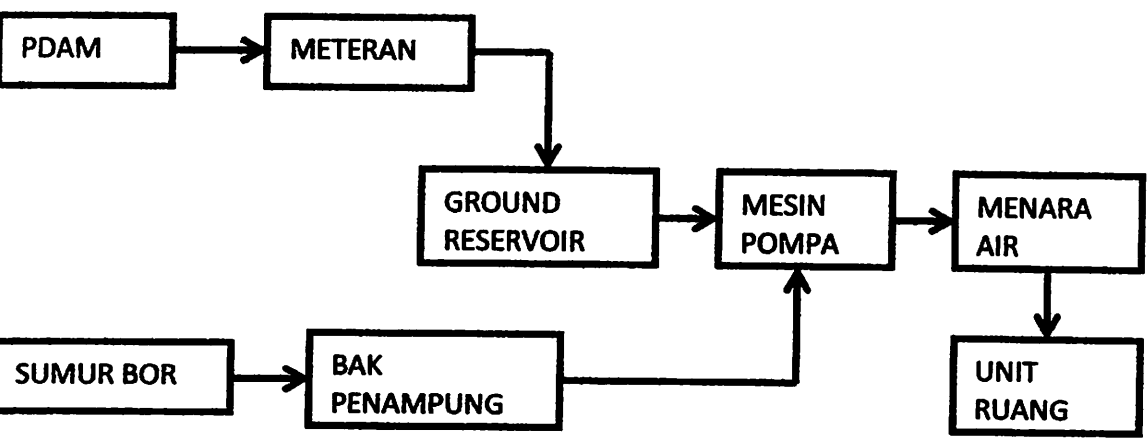 PDAM
METERAN
GROUND
RESERVOIR
MESIN
POMPA
MENARA
AIR
SUMUR BOR
BAK
PENAMPUNG
UNIT
RUANG